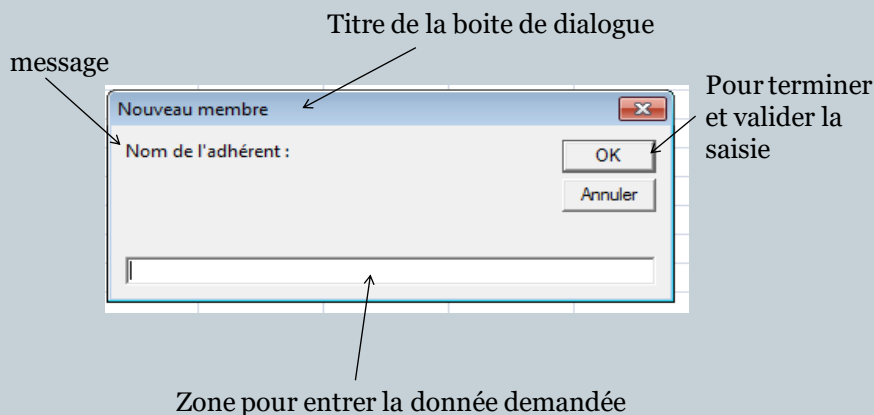 Titre de la boite de dialogue
message
Pour terminer
et valider la
saisie
Nouveau membre
Nom de l'adhérent :
OK
Annuler
Zone pour entrer la donnée demandée